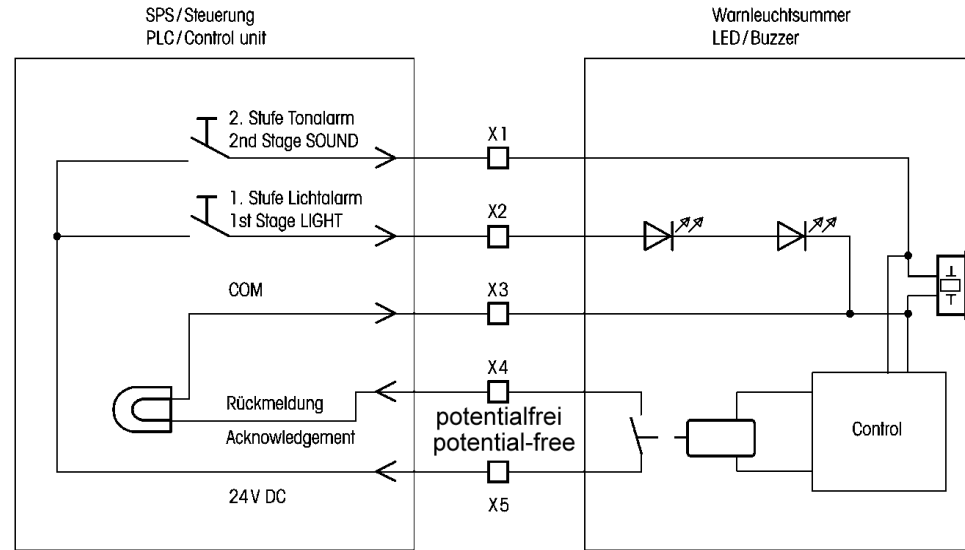 SPS/Steuerung
PLC/Control unit
Warnleuchtsummer
LED/Buzzer
2. Stufe Tonalarm
2nd Stage SOUND
X1
1. Stufe Lichtalarm
1st Stage LIGHT
X2
COM
X3
X4
Rückmeldung
Acknowledgement
potentialfrei
potential-free
Control
24V DC
X5